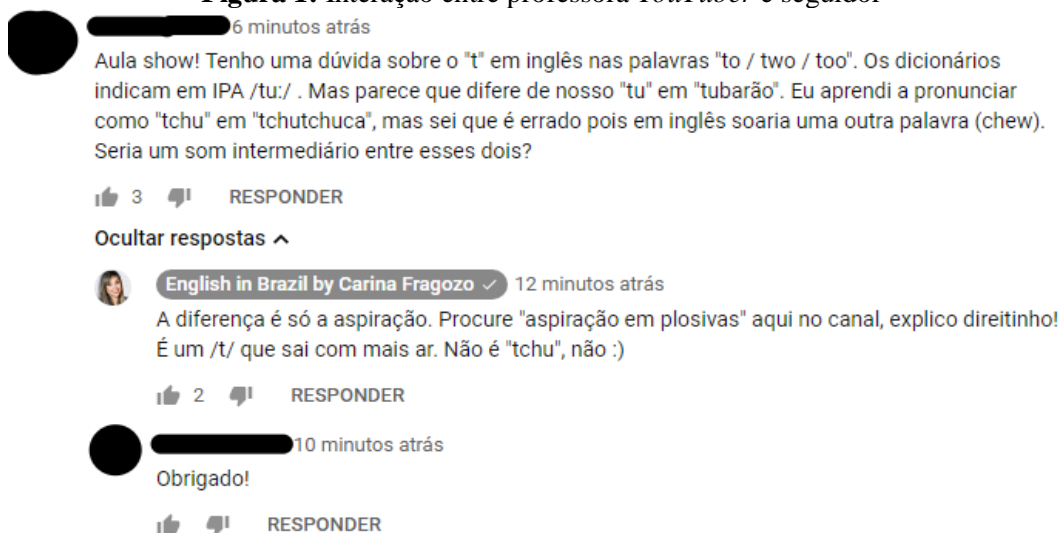 Figura 1: Interação entre professora YouTuber e seguidor
6 minutos atrás
Aula show! Tenho uma dúvida sobre o "t" em inglês nas palavras "to / two / too". Os dicionários
indicam em IPA /tu:/ . Mas parece que difere de nosso "tu" em "tubarão". Eu aprendi a pronunciar
como "tchu" em "tchutchuca", mas sei que é errado pois em inglês soaria uma outra palavra (chew).
Seria um som intermediário entre esses dois?
3 RESPONDER
Ocultar respostas
English in Brazil by Carina Fragozo 12 minutos atrás
A diferença é só a aspiração. Procure "aspiração em plosivas" aqui no canal, explico direitinho!
É um /t/ que sai com mais ar. Não é "tchu", não :)
2 RESPONDER
10 minutos atrás
Obrigado!
RESPONDER